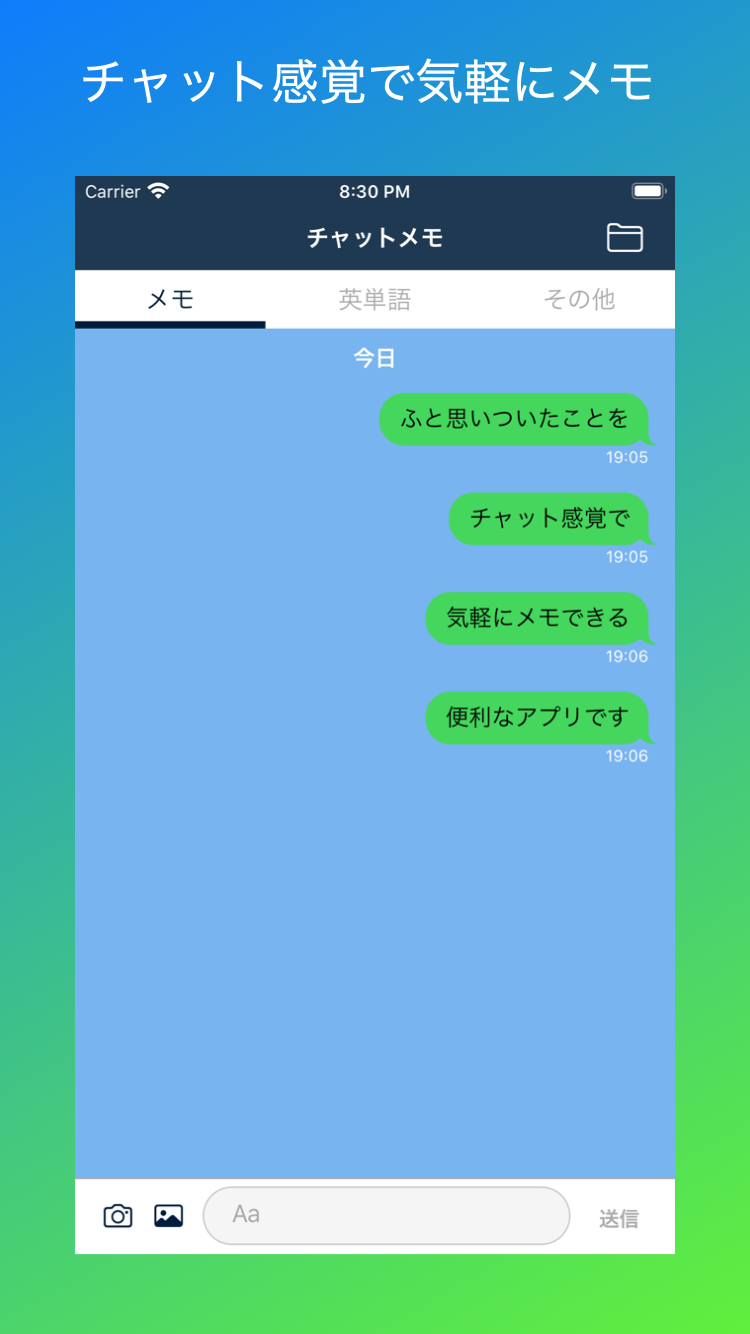 チャット感覚で気軽にメモ
Carrier 8:30 PM
チャットメモ
メモ 英単語 その他
今日
ふと思いついたことを
19:05
チャット感覚で
19:05
気軽にメモできる
19:06
便利なアプリです
19:06
Aa 送信